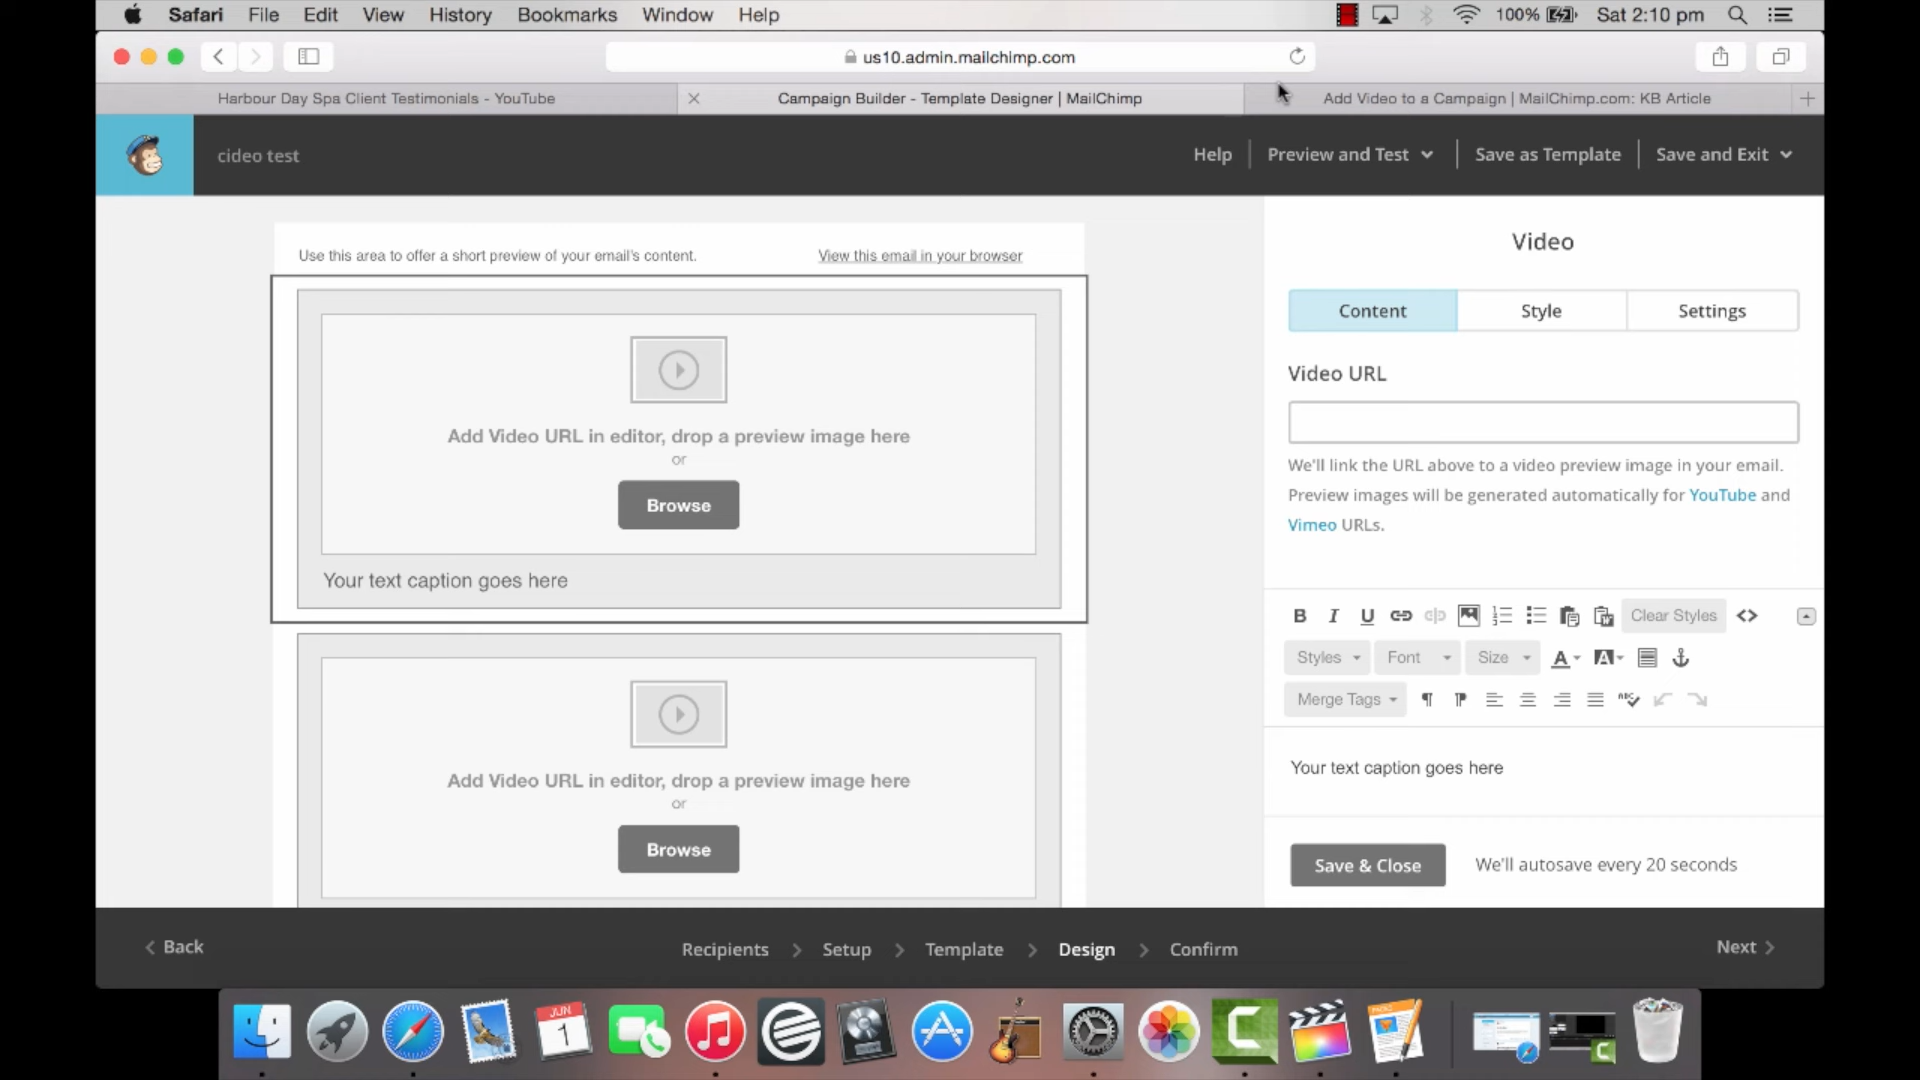 Safari File Edit View History Bookmarks Window Help 100% Sat 2:10 pm
us10.admin.mailchimp.com
Harbour Day Spa Client Testimonials - YouTube
Campaign Builder - Template Designer | MailChimp
Add Video to a Campaign | MailChimp.com: KB Article
cideo test
Help Preview and Test Save as Template Save and Exit
Use this area to offer a short preview of your email's content.
View this email in your browser
Add Video URL in editor, drop a preview image here
or
Browse
Your text caption goes here
Add Video URL in editor, drop a preview image here
or
Browse
Video
Content Style Settings
Video URL
We'll link the URL above to a video preview image in your email.
Preview images will be generated automatically for YouTube and
Vimeo URLs.
B I U Clear Styles
Styles Font Size A A
Merge Tags ABC
Your text caption goes here
Save & Close We'll autosave every 20 seconds
Back Recipients Setup Template Design Confirm Next
JUN
1